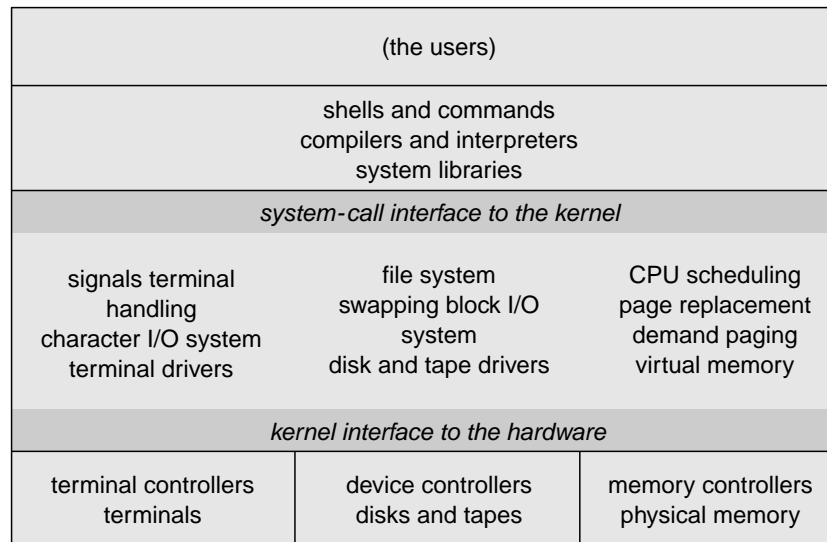 (the users)
shells and commands
compilers and interpreters
system libraries
system-call interface to the kernel
signals terminal
handling
character I/O system
terminal drivers
file system
swapping block I/O
system
disk and tape drivers
CPU scheduling
page replacement
demand paging
virtual memory
kernel interface to the hardware
terminal controllers
terminals
device controllers
disks and tapes
memory controllers
physical memory